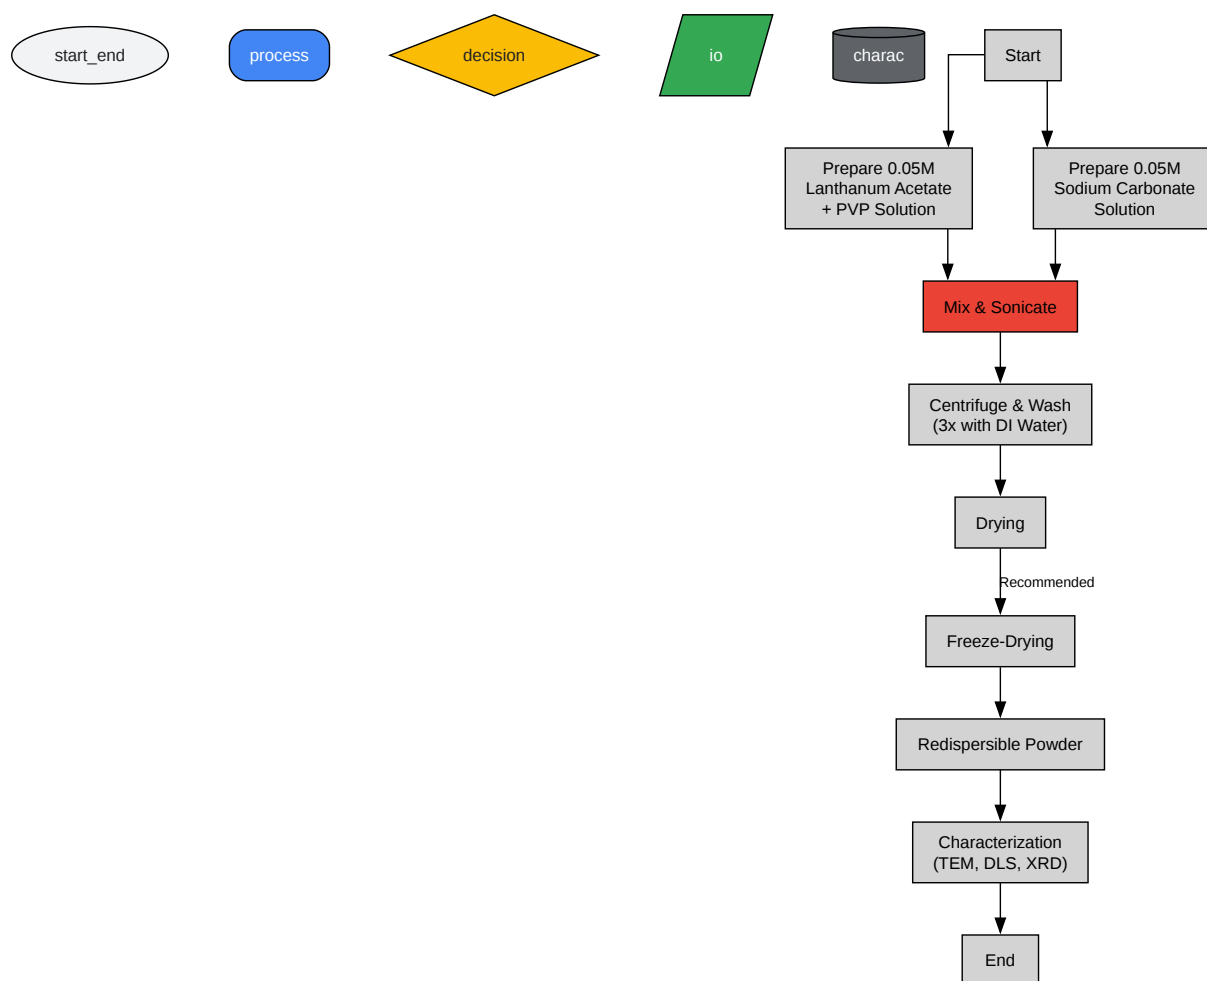 start_end
process
decision
io
charac
Start
Prepare 0.05M
Lanthanum Acetate
+ PVP Solution
Prepare 0.05M
Sodium Carbonate
Solution
Mix & Sonicate
Centrifuge & Wash
(3x with DI Water)
Drying
Recommended
Freeze-Drying
Redispersible Powder
Characterization
(TEM, DLS, XRD)
End